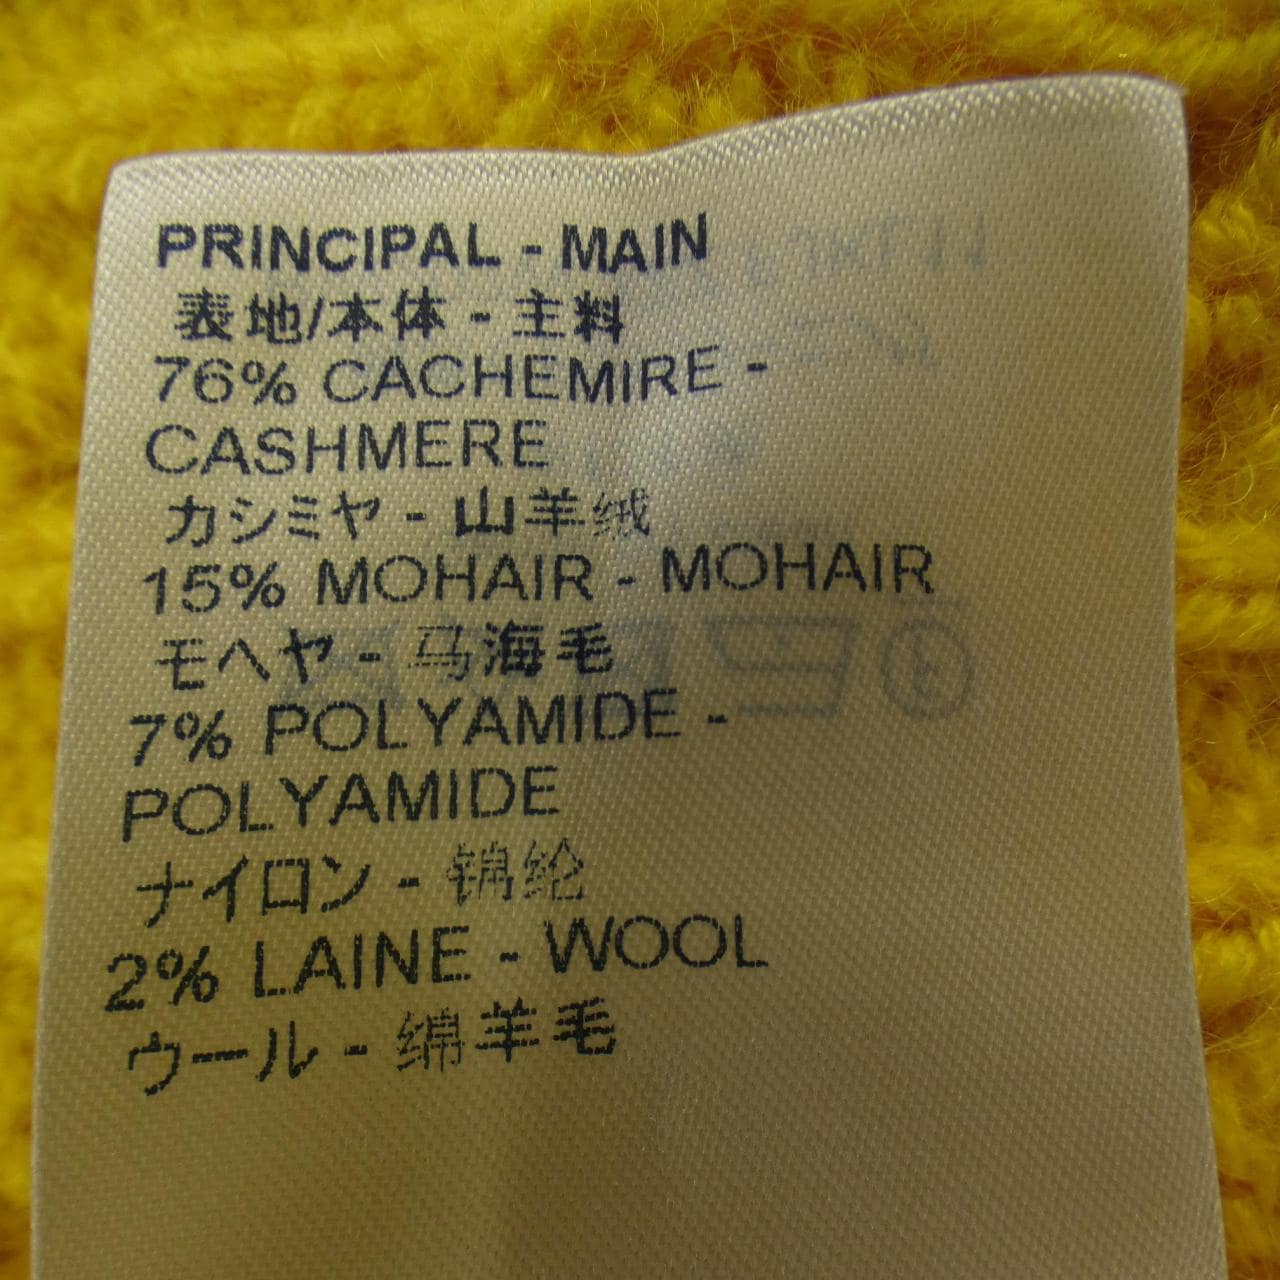 PRINCIPAL - MAIN
表地/本体 - 主料
76% CACHEMIRE -
CASHMERE
カシミヤ - 山羊绒
15% MOHAIR - MOHAIR
モヘヤ - 马海毛
7% POLYAMIDE -
POLYAMIDE
ナイロン - 锦纶
2% LAINE - WOOL
ウール - 绵羊毛